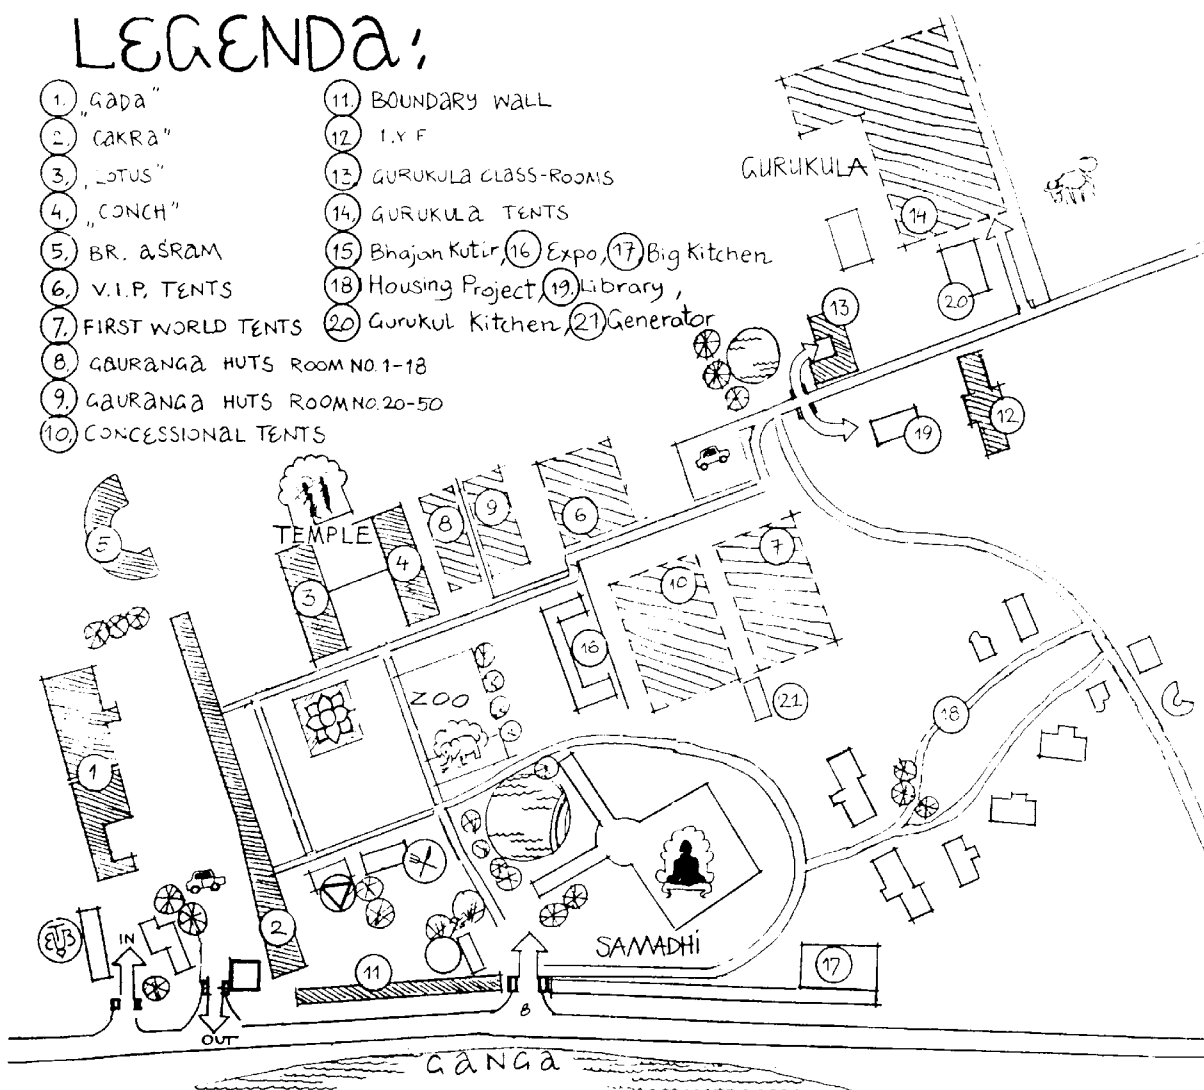 LEGENDa:
1. „Gada"
2. „Cakra"
3. „LOTUS"
4. „CONCH"
5. BR. aŚRAM
6. V.I.P. TENTS
7. FIRST WORLD TENTS
8. GaURaNGa HUTS ROOM NO. 1-18
9. GaURaNGa HUTS ROOM NO. 20-50
10. CONCESSIONAL TENTS
11. BOUNDARY WALL
12 I.Y F
13. GURUKULa CLASS-ROOMS
14. GURUKULa TENTS
15 Bhajan Kutir, 16 Expo, 17. Big Kitchen
18 Housing Project, 19. Library,
20 Gurukul Kitchen, 21 Generator
GURUKULA
14
20
13
12
19
TEMPLE
5
3
4
8
9
6
7
10
16
21
ZOO
18
1
2
IN
OUT
11
8
SAMADHi
17
GaNGa